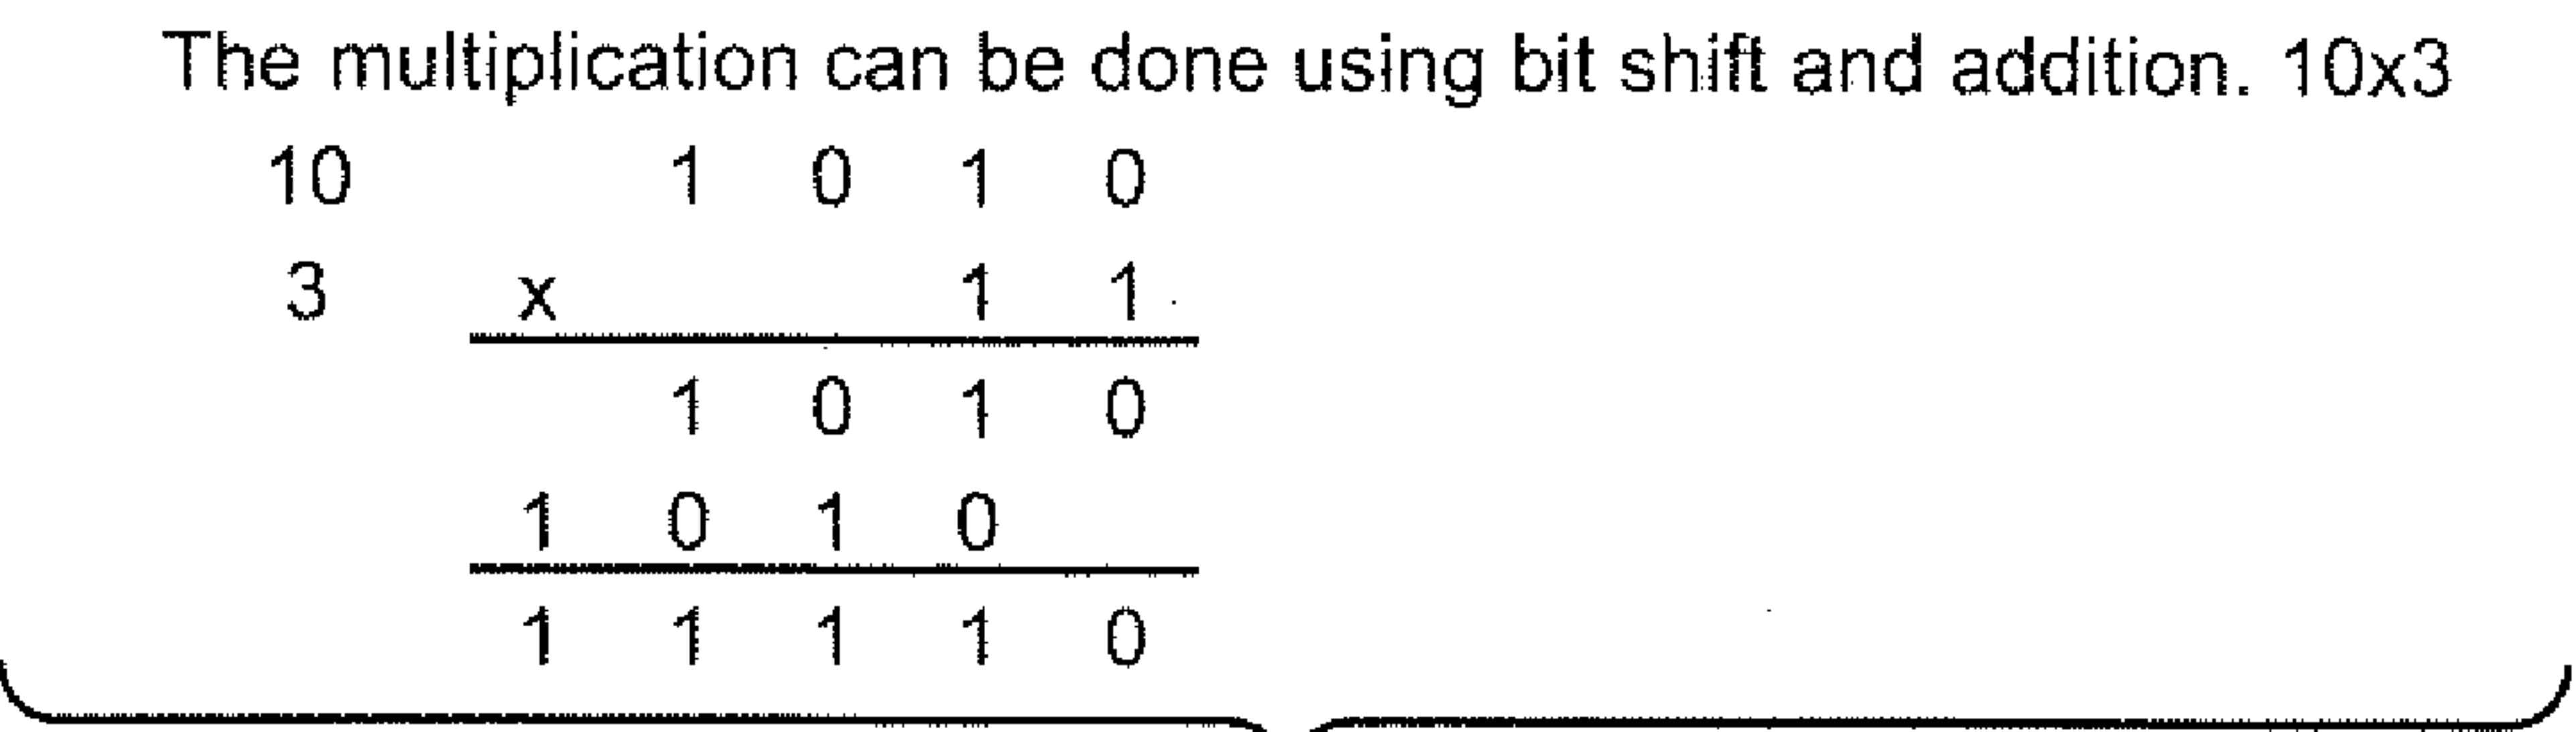 The multiplication can be done using bit shift and addition. 10x3
10 1 0 1 0
3 x 1 1
1 0 1 0
1 0 1 0
1 1 1 1 0